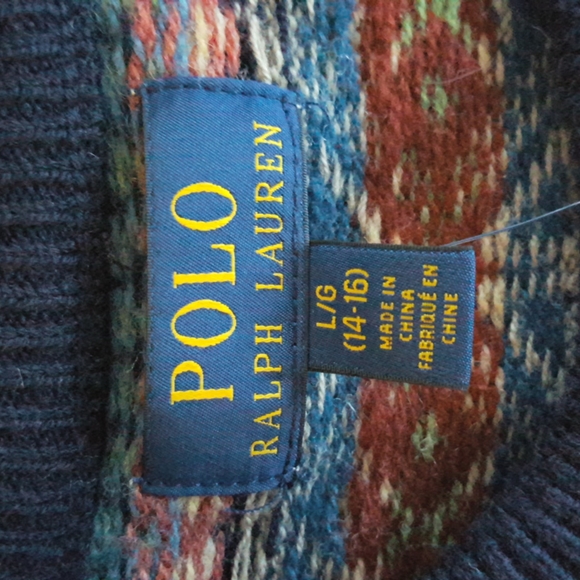 POLO
RALPH LAUREN
L/G
(14-16)
MADE IN
CHINA
FABRIQUÉ EN
CHINE